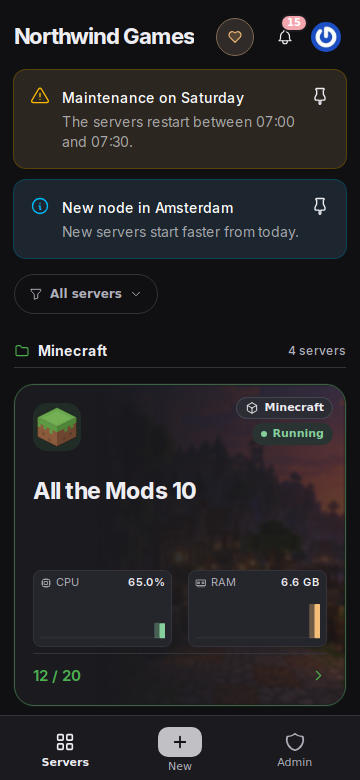 Northwind Games
15
Maintenance on Saturday
The servers restart between 07:00
and 07:30.
New node in Amsterdam
New servers start faster from today.
All servers
Minecraft
4 servers
Minecraft
Running
All the Mods 10
CPU
65.0%
RAM
6.6 GB
12 / 20
Servers
New
Admin